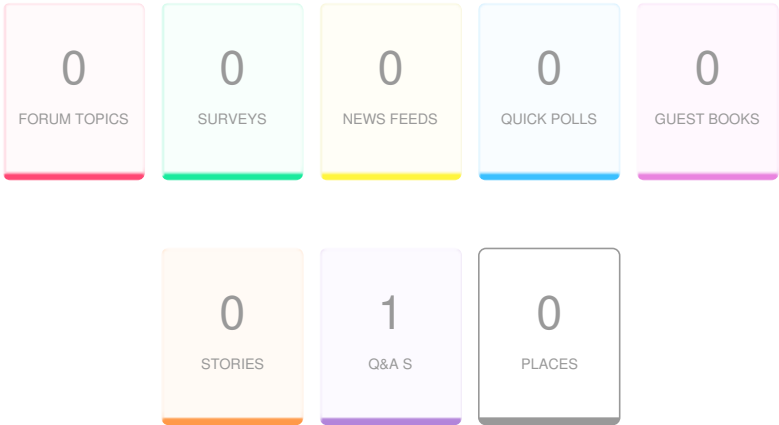 0
0
0
0
0
FORUM TOPICS
SURVEYS
NEWS FEEDS
QUICK POLLS
GUEST BOOKS
0
1
0
STORIES
Q&A S
PLACES